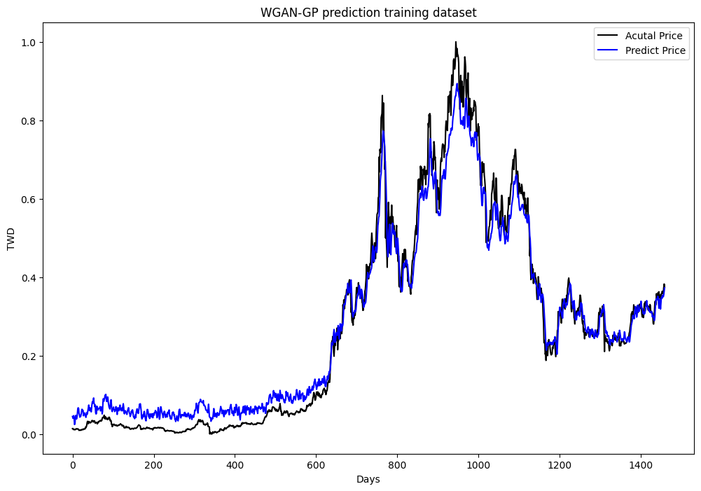 WGAN-GP prediction training dataset
Acutal Price
Predict Price
TWD
1.0
0.8
0.6
0.4
0.2
0.0
0 200 400 600 800 1000 1200 1400
Days